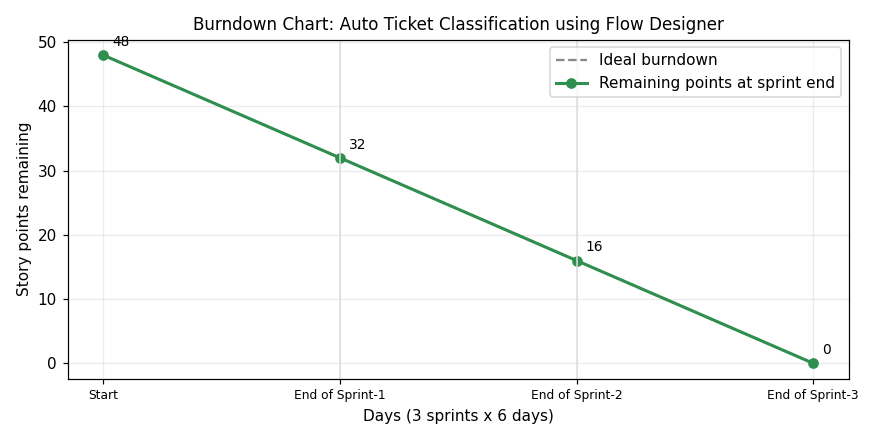 Burndown Chart: Auto Ticket Classification using Flow Designer
Ideal burndown
Remaining points at sprint end
Story points remaining
50
40
30
20
10
0
48
32
16
0
Start
End of Sprint-1
End of Sprint-2
End of Sprint-3
Days (3 sprints x 6 days)